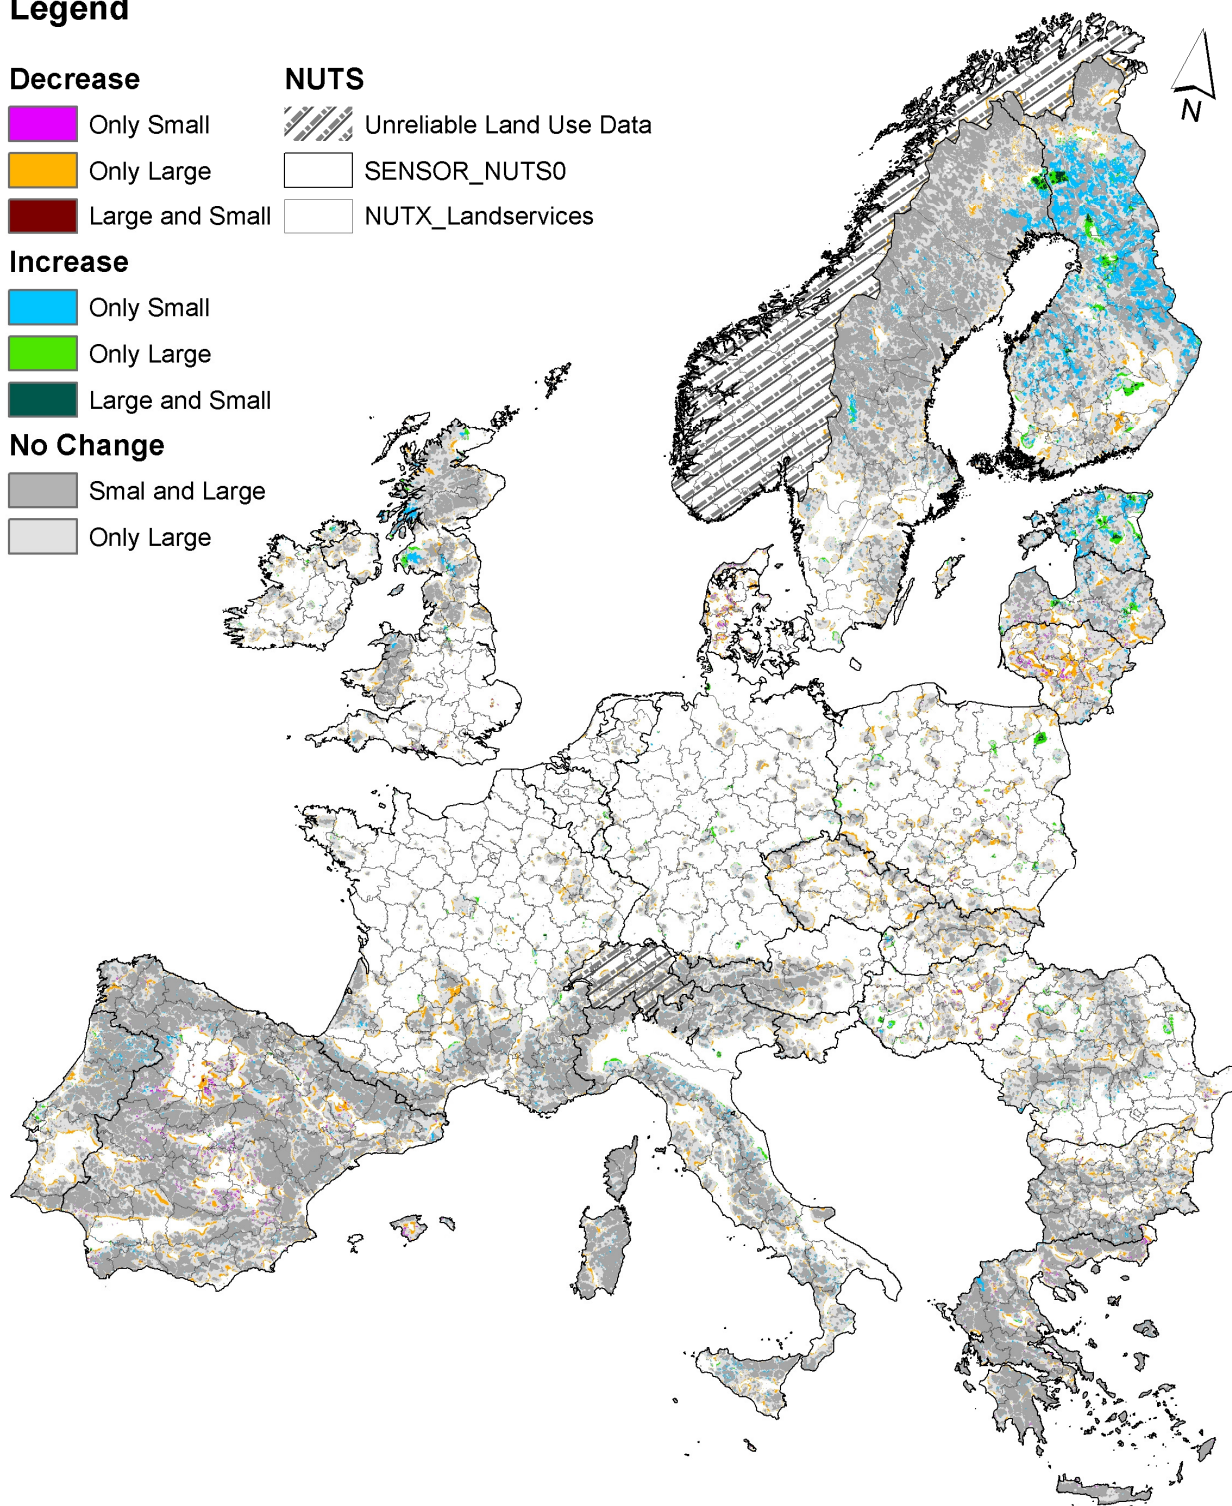 Legend
Decrease
Only Small
Only Large
Large and Small
Increase
Only Small
Only Large
Large and Small
No Change
Smal and Large
Only Large
NUTS
Unreliable Land Use Data
SENSOR_NUTS0
NUTX_Landservices
N